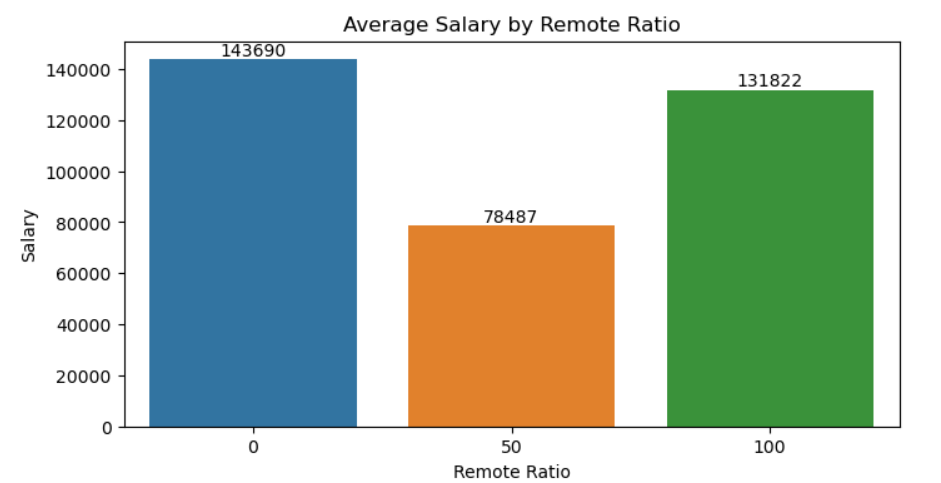 Average Salary by Remote Ratio
143690
131822
78487
140000
120000
100000
80000
60000
40000
20000
0
Salary
0 50 100
Remote Ratio